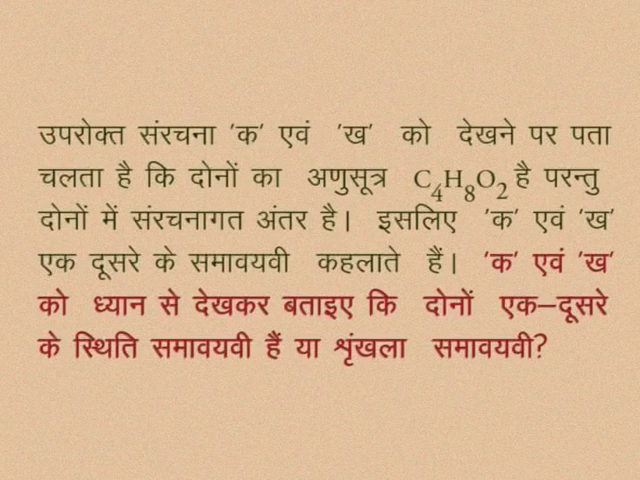 उपरोक्त संरचना 'क' एवं 'ख' को देखने पर पता
चलता है कि दोनों का अणुसूत्र C₄H₈O₂ है परन्तु
दोनों में संरचनागत अंतर है। इसलिए 'क' एवं 'ख'
एक दूसरे के समावयवी कहलाते हैं। 'क' एवं 'ख'
को ध्यान से देखकर बताइए कि दोनों एक–दूसरे
के स्थिति समावयवी हैं या शृंखला समावयवी?